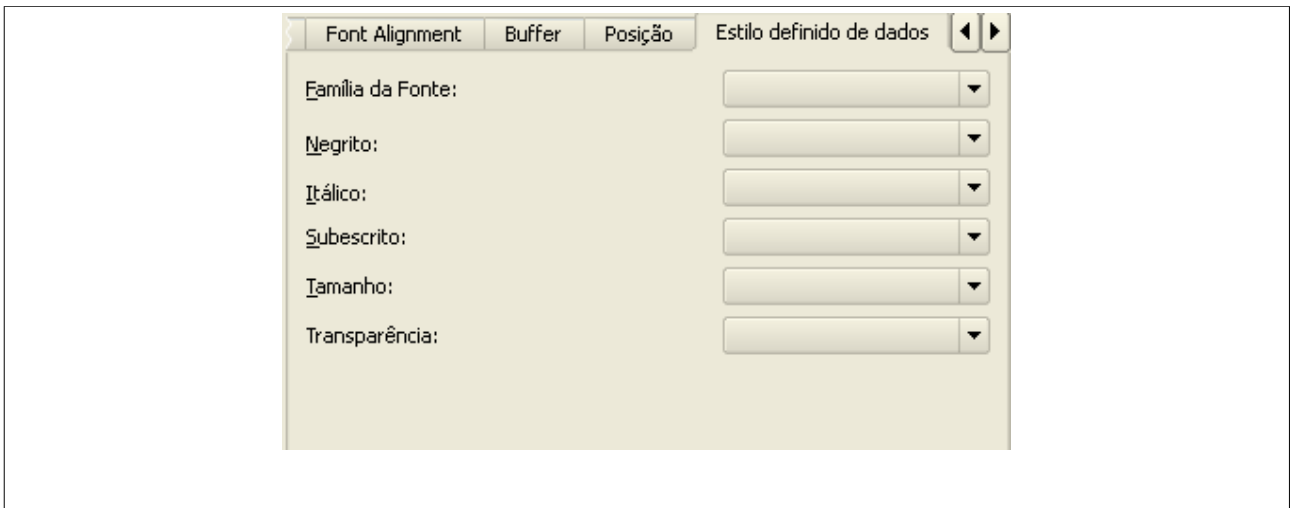 Font Alignment Buffer Posição Estilo definido de dados
Família da Fonte:
Negrito:
Itálico:
Subescrito:
Tamanho:
Transparência: